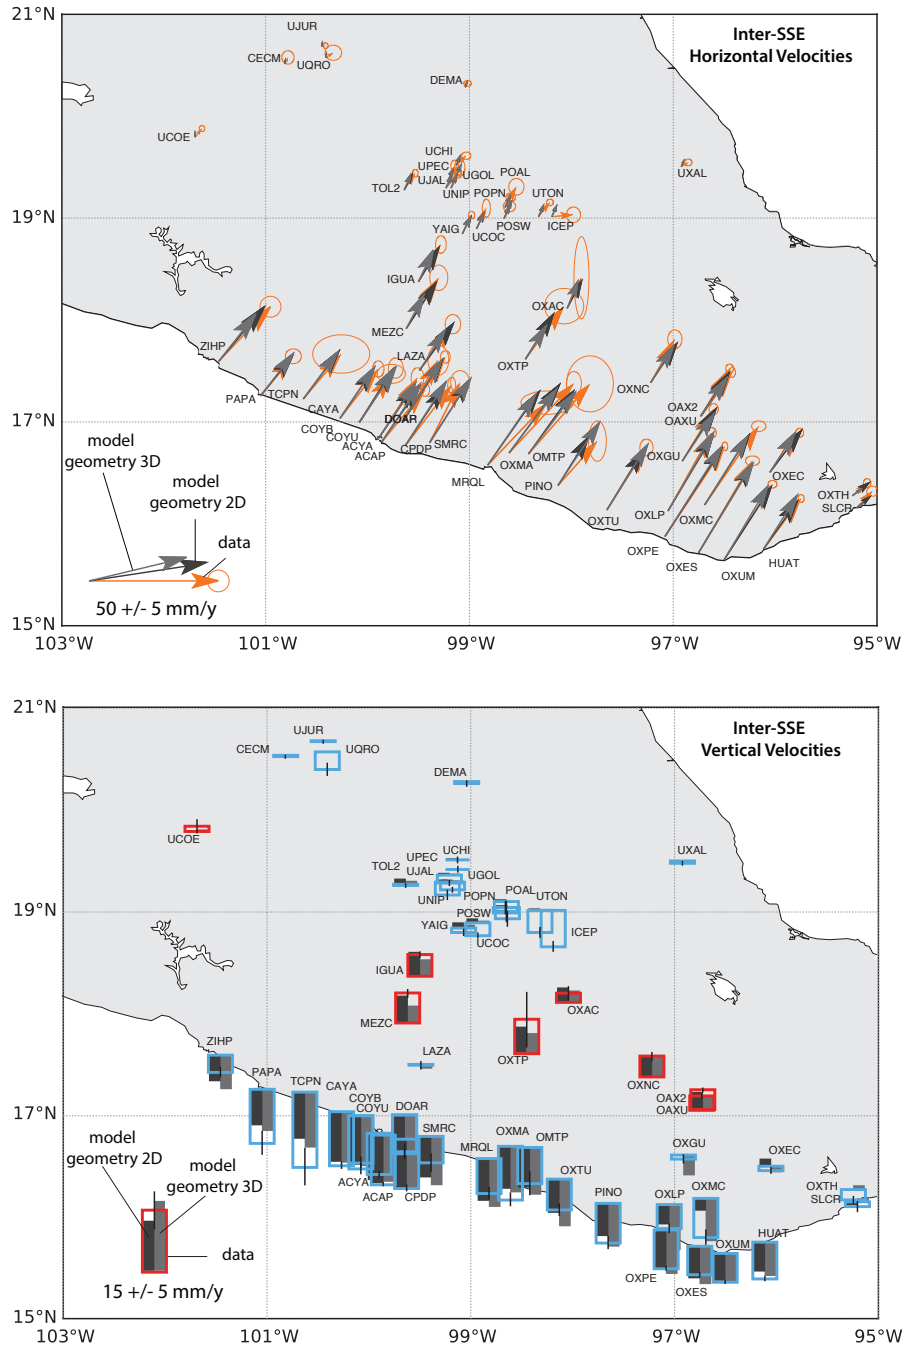 21°N
19°N
17°N
15°N
103°W
101°W
99°W
97°W
95°W
Inter-SSE
Horizontal Velocities
UJUR
CECM
UQRO
DEMA
UCOE
UCHI
UPEC
UGOL
POAL
TOL2
UJAL
UNIP
POPN
UTON
UXAL
YAIG
UCOC
POSW
ICEP
IGUA
OXAC
MEZC
ZIHP
LAZA
OXTP
PAPA
TCPN
OXNC
CAYA
DOAR
OAX2
OAXU
COYB
COYU
ACYA
ACAP
CPDP
SMRC
OXMA
OMTP
OXGU
OXEC
MRQL
PINO
OXTH
SLCR
OXTU
OXLP
OXMC
OXPE
OXES
OXUM
HUAT
model
geometry 3D
model
geometry 2D
data
50 +/- 5 mm/y
21°N
19°N
17°N
15°N
103°W
101°W
99°W
97°W
95°W
Inter-SSE
Vertical Velocities
UJUR
CECM
UQRO
DEMA
UCOE
UCHI
UPEC
TOL2
UJAL
UGOL
UXAL
UNIP
POPN
POAL
UTON
YAIG
POSW
UCOC
ICEP
IGUA
MEZC
OXAC
ZIHP
LAZA
OXTP
PAPA
TCPN
OXNC
CAYA
COYB
COYU
DOAR
OAX2
OAXU
SMRC
OXMA
OMTP
MRQL
OXGU
OXEC
ACYA
ACAP
CPDP
OXTU
PINO
OXLP
OXMC
OXTH
SLCR
OXPE
OXES
OXUM
HUAT
model
geometry 2D
model
geometry 3D
data
15 +/- 5 mm/y